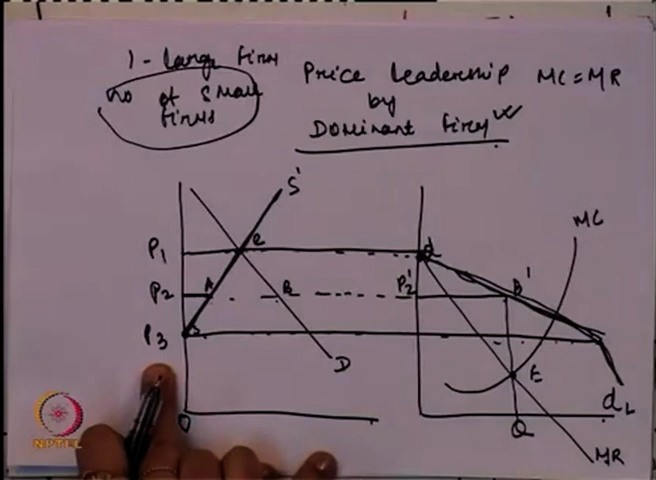 1 - Large firm
no of small
firms
Price Leadership MC = MR
by
Dominant firm
S'
MC
P1
e
d
P2
A
B
P2'
B'
P3
S
E
D
dL
O
Q
MR
NPTEL